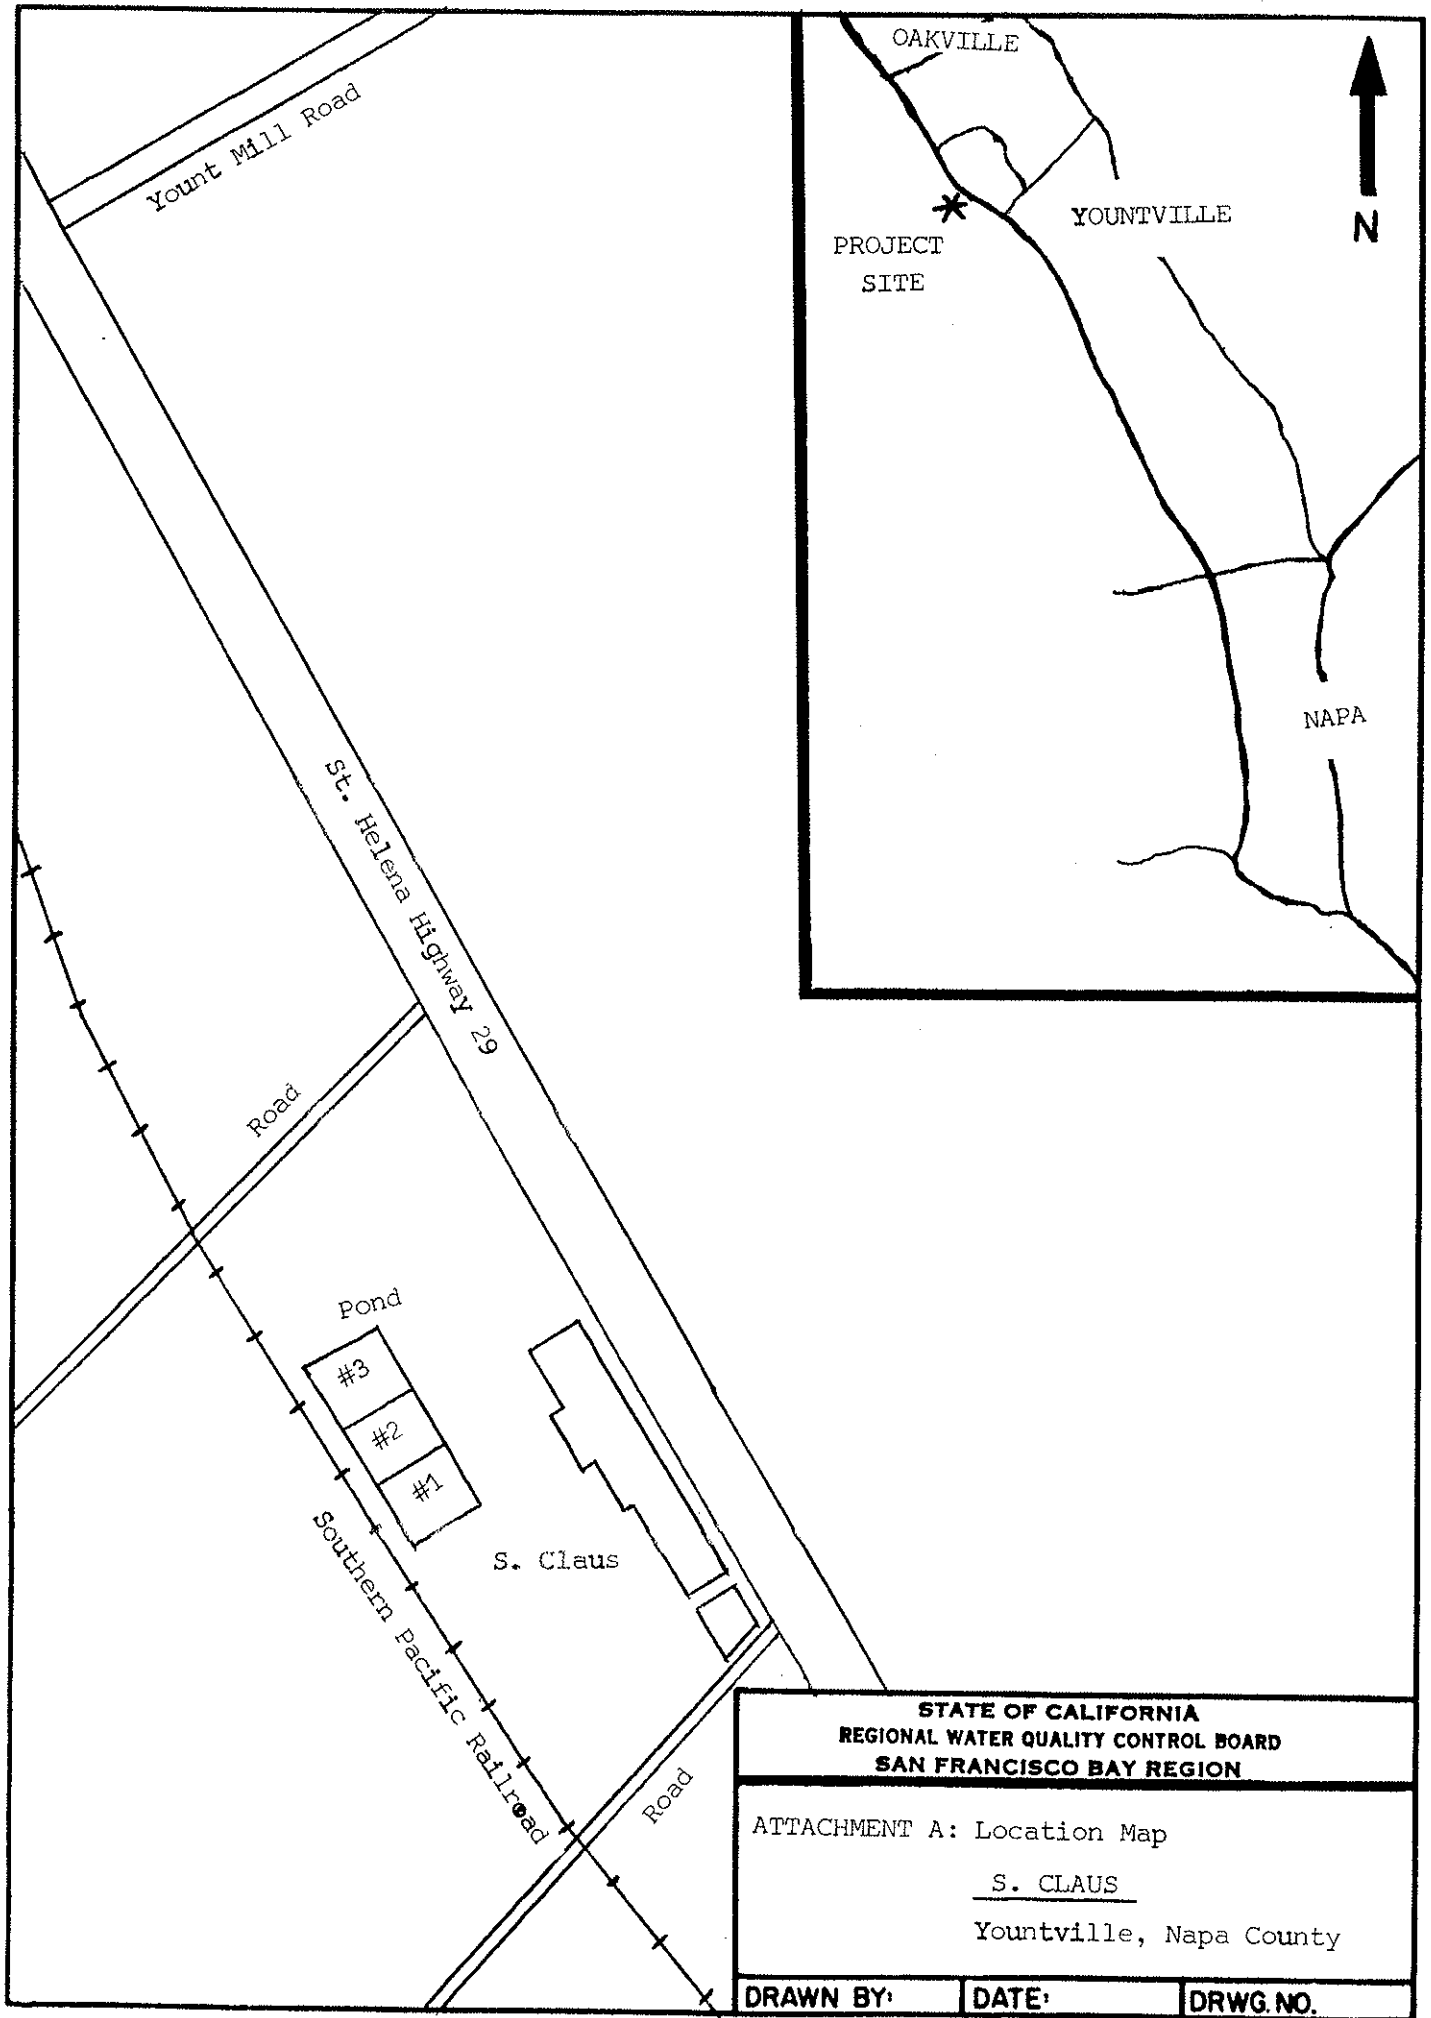 OAKVILLE
YOUNTVILLE
PROJECT
SITE
N
NAPA
Yount Mill Road
St. Helena Highway 29
Road
Pond
#3
#2
#1
S. Claus
Southern Pacific Railroad
Road
STATE OF CALIFORNIA
REGIONAL WATER QUALITY CONTROL BOARD
SAN FRANCISCO BAY REGION
ATTACHMENT A: Location Map
S. CLAUS
Yountville, Napa County
DRAWN BY: DATE: DRWG. NO.